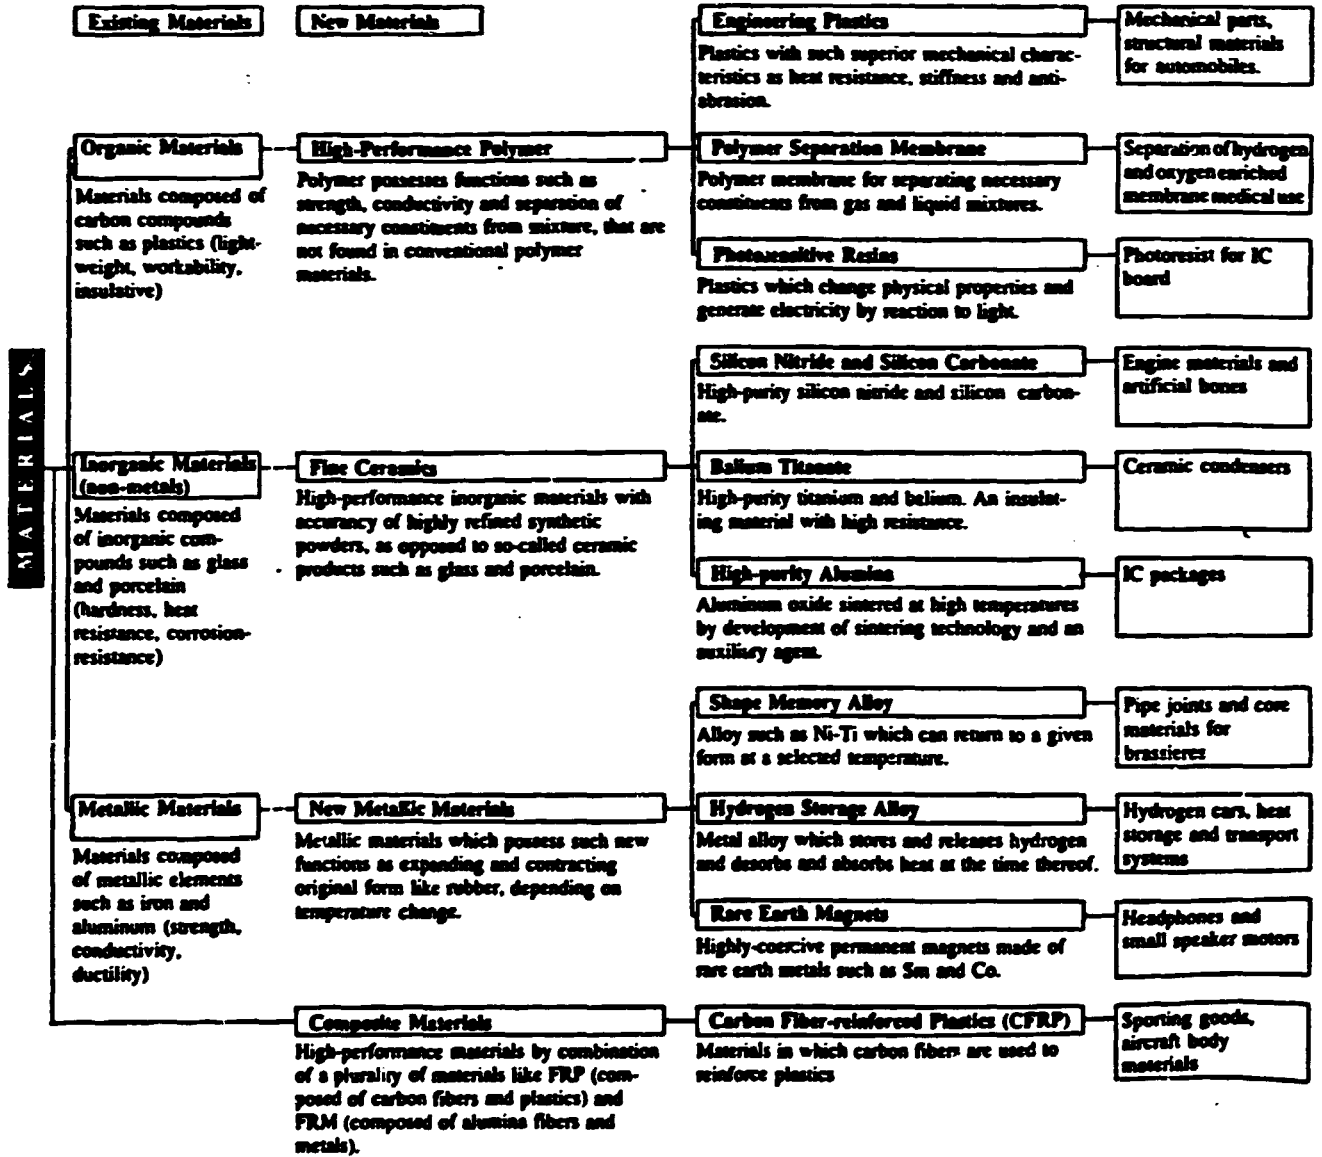 Existing Materials
New Materials
MATERIALS
Organic Materials
Materials composed of
carbon compounds
such as plastics (light-
weight, workability,
insulative)
High-Performance Polymer
Polymer possesses functions such as
strength, conductivity and separation of
necessary constituents from mixture, that are
not found in conventional polymer
materials.
Engineering Plastics
Plastics with such superior mechanical charac-
teristics as heat resistance, stiffness and anti-
abrasion.
Mechanical parts,
structural materials
for automobiles.
Polymer Separation Membrane
Polymer membrane for separating necessary
constituents from gas and liquid mixtures.
Separation of hydrogen
and oxygen enriched
membrane medical use
Photosensitive Resins
Plastics which change physical properties and
generate electricity by reaction to light.
Photoresist for IC
board
Inorganic Materials
(non-metals)
Materials composed
of inorganic com-
pounds such as glass
and porcelain
(hardness, heat
resistance, corrosion-
resistance)
Fine Ceramics
High-performance inorganic materials with
accurancy of highly refined synthetic
powders, as opposed to so-called ceramic
products such as glass and porcelain.
Silicon Nitride and Silicon Carbonate
High-purity silicon nitride and silicon carbon-
ate.
Engine materials and
artificial bones
Balium Titanate
High-purity titanium and belium. An insulat-
ing material with high resistance.
Ceramic condensers
High-purity Alumina
Aluminum oxide sintered at high temperatures
by development of sintering technology and an
auxiliary agent.
IC packages
Metallic Materials
Materials composed
of metallic elements
such as iron and
aluminum (strength,
conductivity,
ductility)
New Metallic Materials
Metallic materials which possess such new
functions as expanding and contracting
original form like rubber, depending on
temperature change.
Shape Memory Alloy
Alloy such as Ni-Ti which can return to a given
form at a selected temperature.
Pipe joints and core
materials for
brassieres
Hydrogen Storage Alloy
Metal alloy which stores and releases hydrogen
and desorbs and absorbs heat at the time thereof.
Hydrogen cars, heat
storage and transport
systems
Rare Earth Magnets
Highly-coercive permanent magnets made of
rare earth metals such as Sm and Co.
Headphones and
small speaker motors
Composite Materials
High-performance materials by combination
of a plurality of materials like FRP (com-
posed of carbon fibers and plastics) and
FRM (composed of alumina fibers and
metals).
Carbon Fiber-reinforced Plastics (CFRP)
Materials in which carbon fibers are used to
reinforce plastics
Sporting goods,
aircraft body
materials